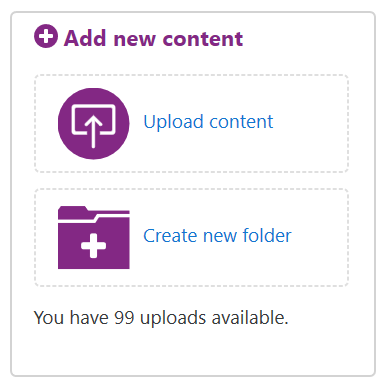 Add new content
Upload content
Create new folder
You have 99 uploads available.